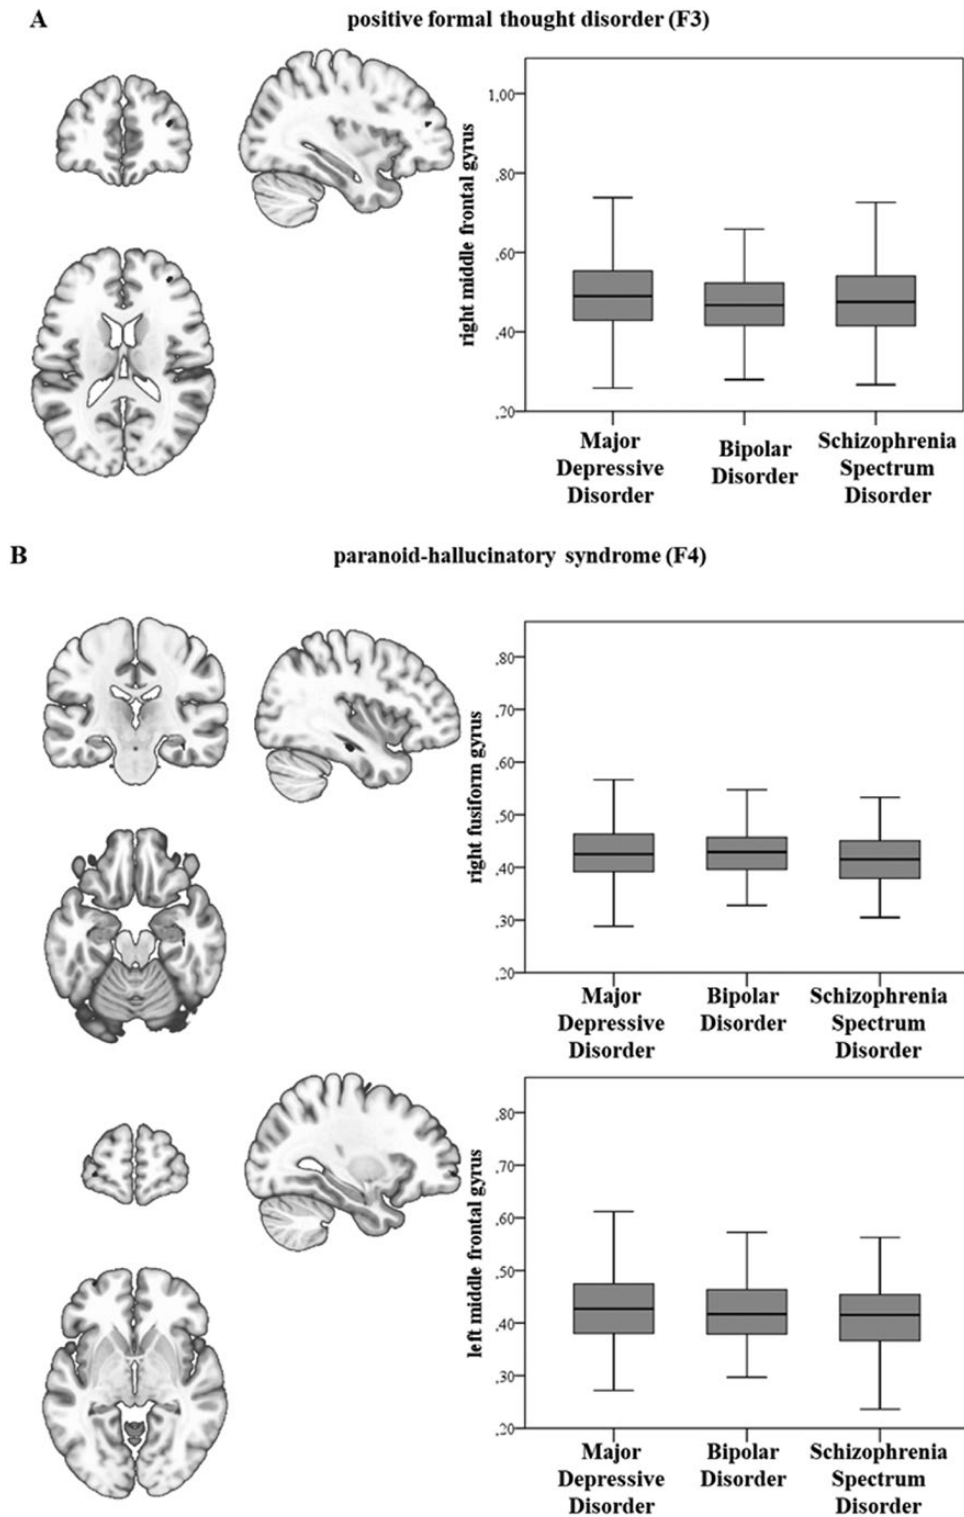 A
positive formal thought disorder (F3)
right middle frontal gyrus
1,00
,80
,60
,40
,20
Major
Depressive
Disorder
Bipolar
Disorder
Schizophrenia
Spectrum
Disorder
B
paranoid-hallucinatory syndrome (F4)
right fusiform gyrus
,80
,70
,60
,50
,40
,30
,20
Major
Depressive
Disorder
Bipolar
Disorder
Schizophrenia
Spectrum
Disorder
left middle frontal gyrus
,80
,70
,60
,50
,40
,30
,20
Major
Depressive
Disorder
Bipolar
Disorder
Schizophrenia
Spectrum
Disorder